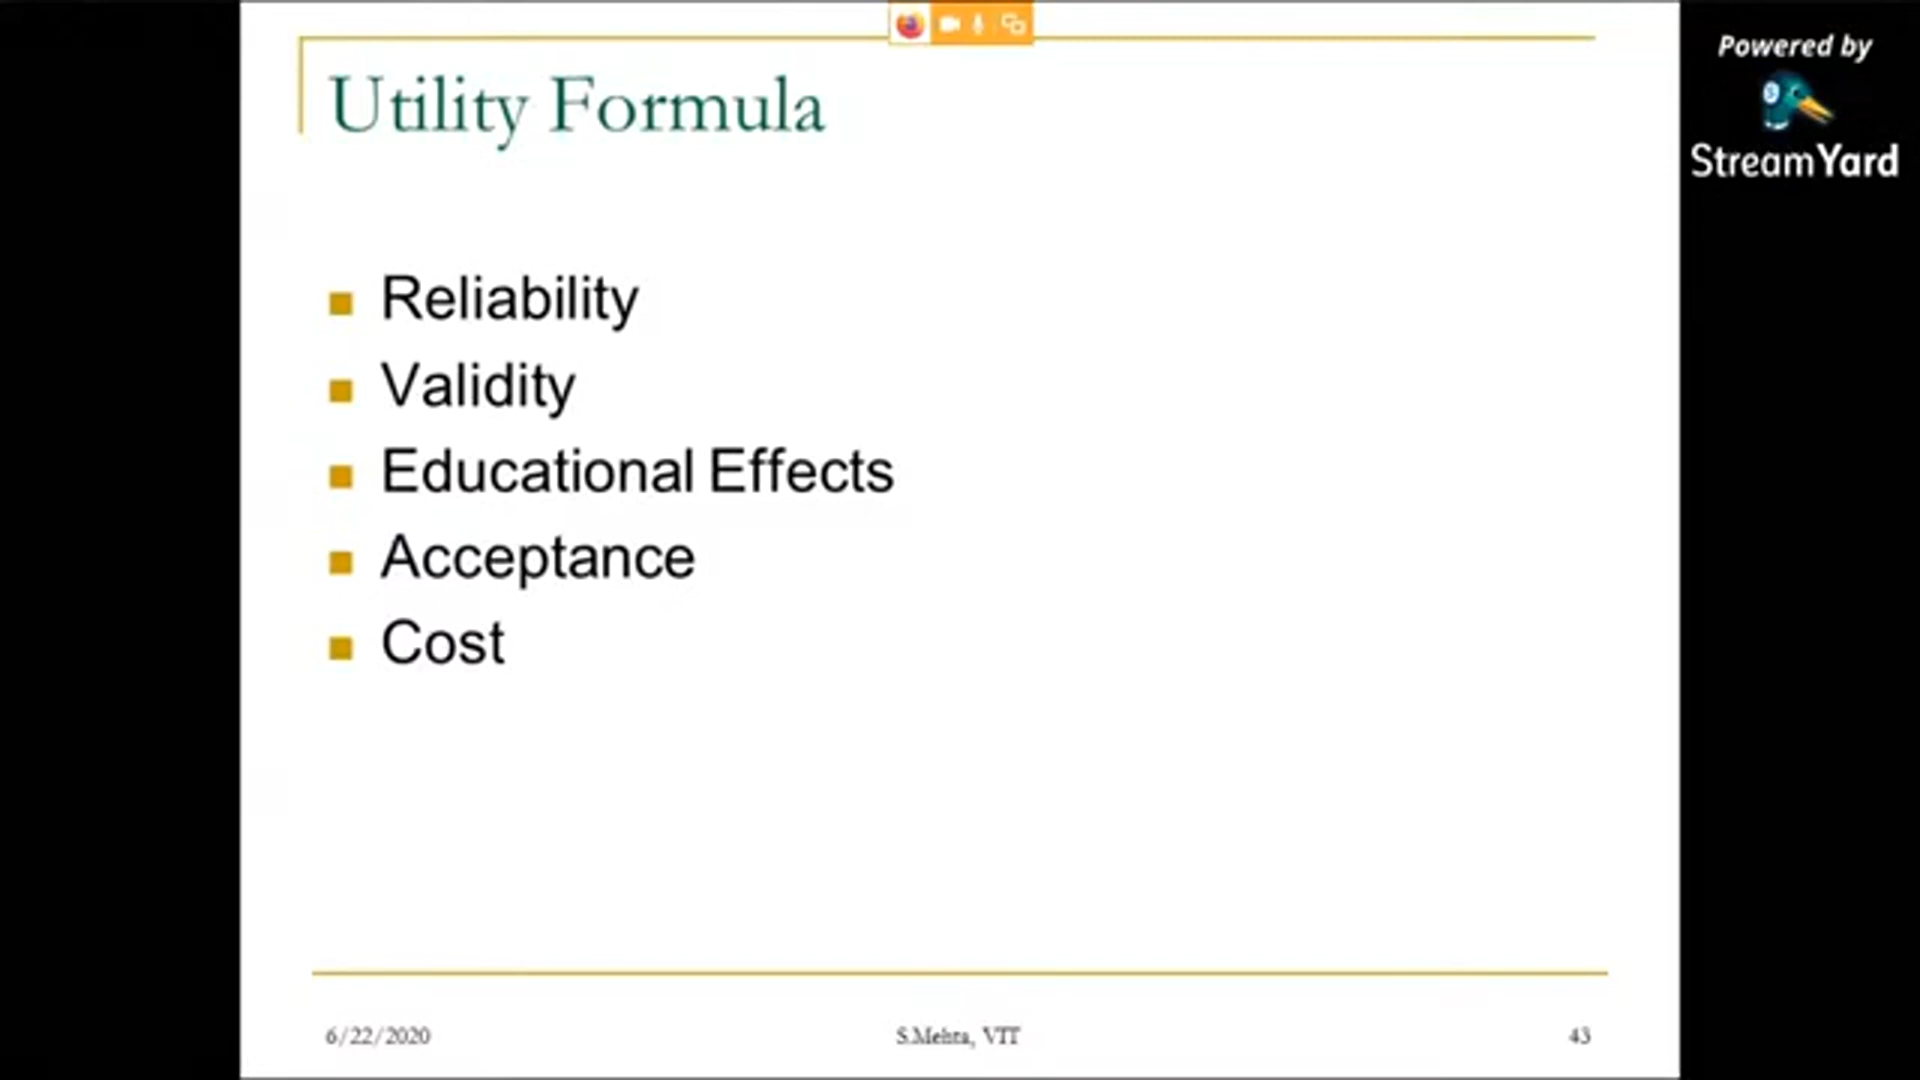 Utility Formula
Reliability
Validity
Educational Effects
Acceptance
Cost
6/22/2020
S.Mehta, VIT
43
Powered by
StreamYard